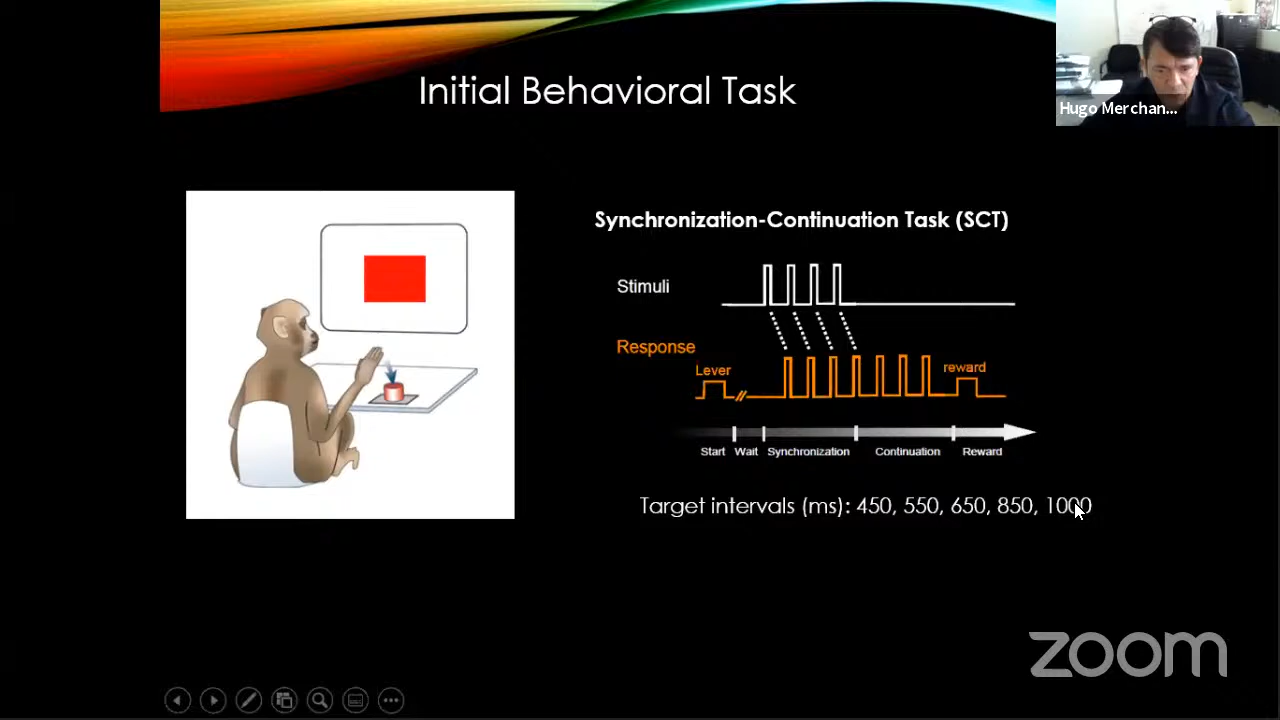 Initial Behavioral Task
Hugo Merchan...
Synchronization-Continuation Task (SCT)
Stimuli
Response
Lever
reward
Start Wait Synchronization Continuation Reward
Target intervals (ms): 450, 550, 650, 850, 1000
zoom